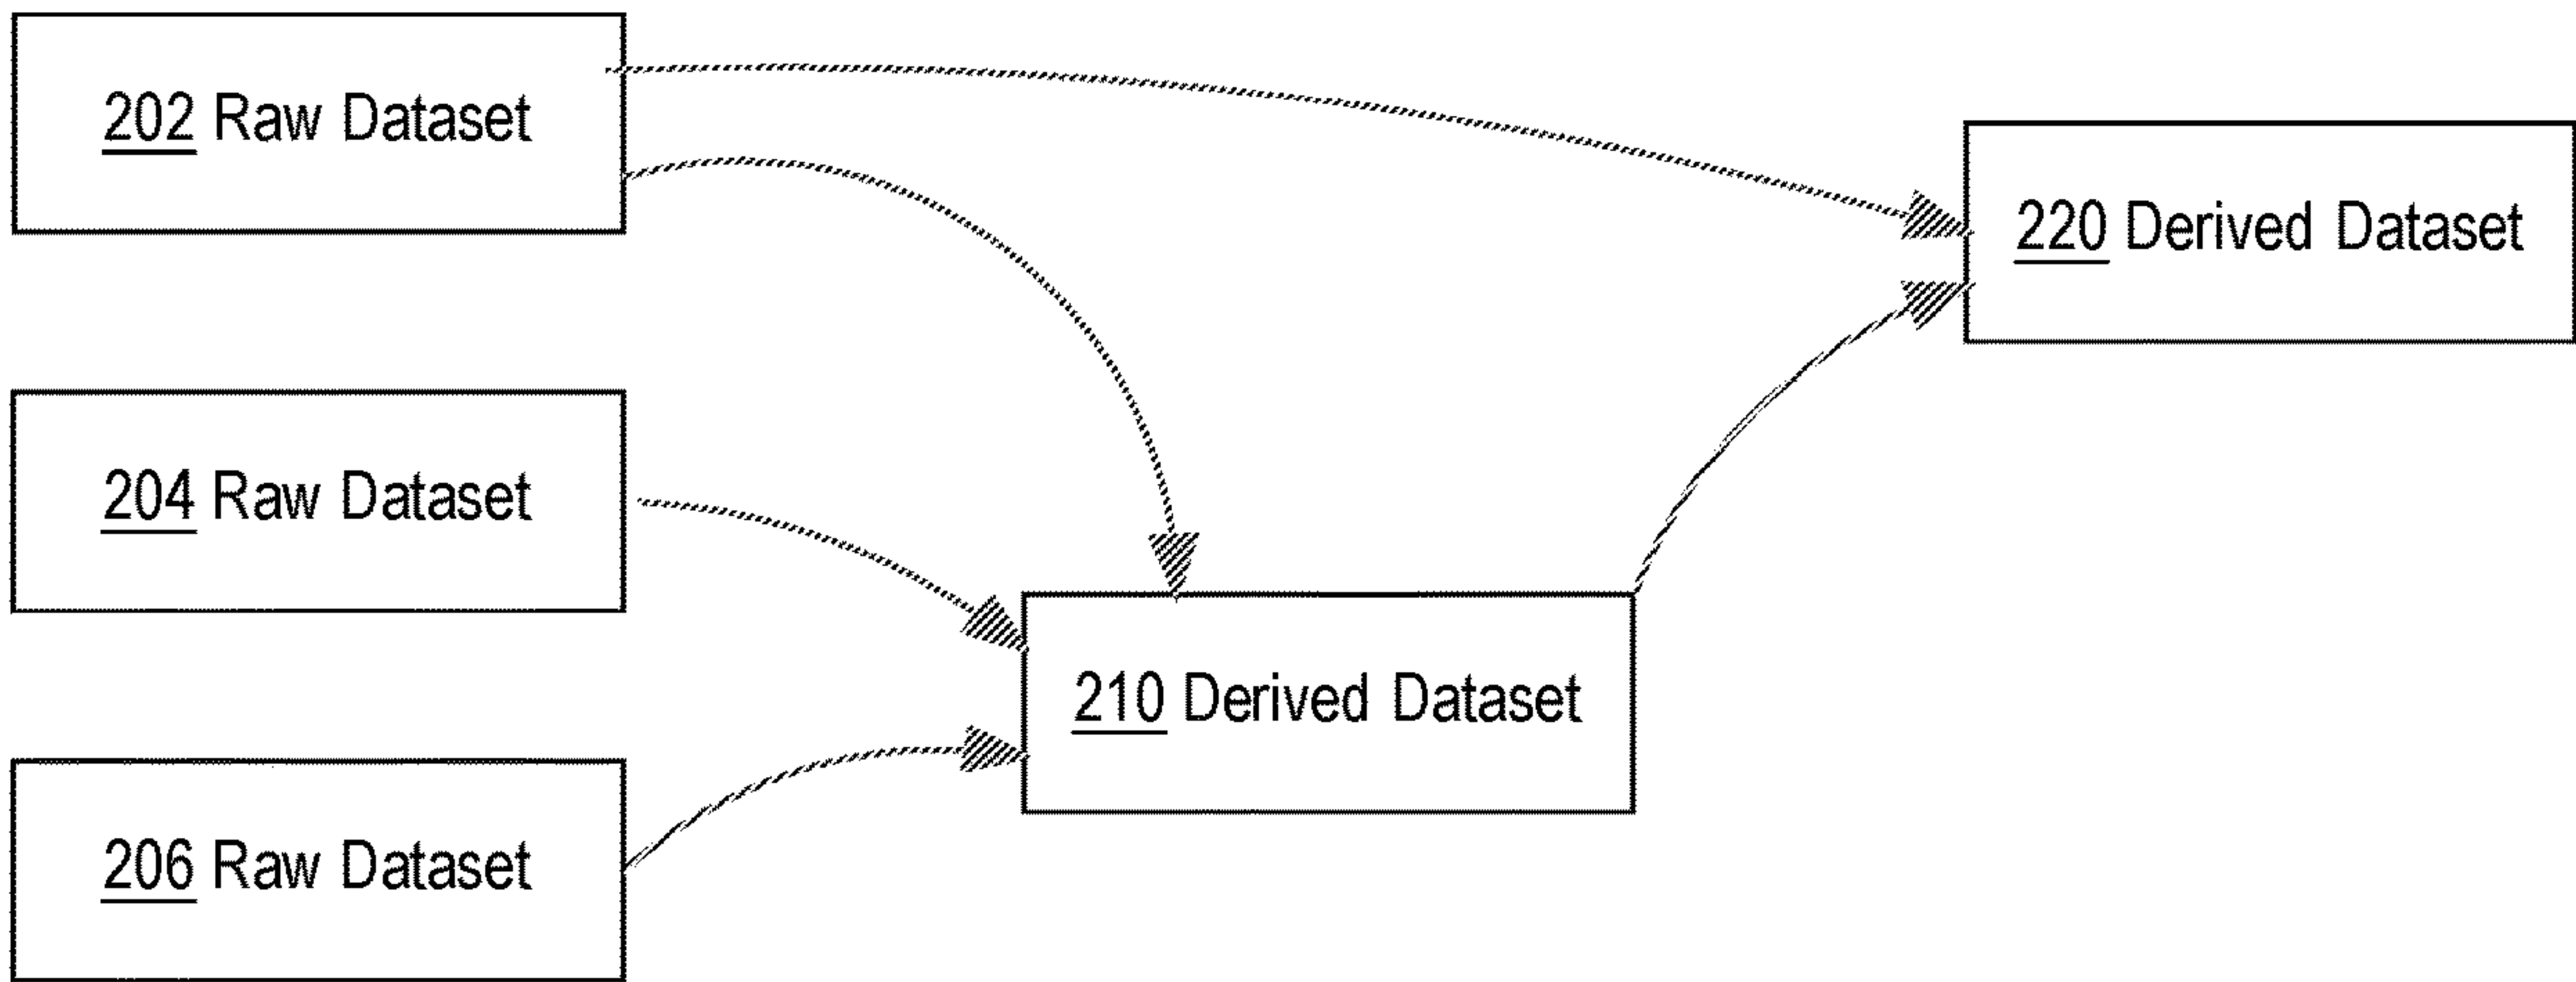 202 Raw Dataset
220 Derived Dataset
204 Raw Dataset
210 Derived Dataset
206 Raw Dataset